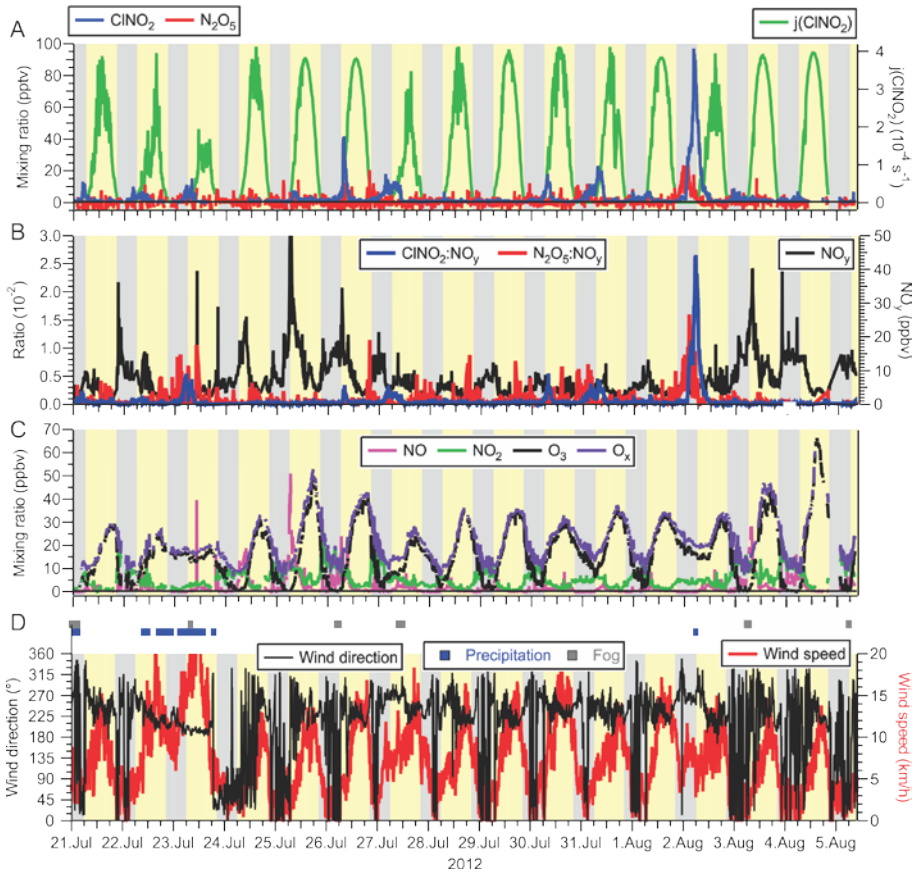 ClNO2 N2O5 j(ClNO2)
A
100
80
60
40
20
0
Mixing ratio (pptv)
4
3
2
1
0
j(ClNO2) (10-4 s-1)
B
ClNO2:NOy N2O5:NOy NOy
3.0
2.5
2.0
1.5
1.0
0.5
0.0
Ratio (10-2)
50
40
30
20
10
0
NOy (ppbv)
C
NO NO2 O3 Ox
70
60
50
40
30
20
10
0
Mixing ratio (ppbv)
D
Wind direction Precipitation Fog Wind speed
360
315
270
225
180
135
90
45
0
Wind direction (°)
20
15
10
5
0
Wind speed (km/h)
21.Jul 22.Jul 23.Jul 24.Jul 25.Jul 26.Jul 27.Jul 28.Jul 29.Jul 30.Jul 31.Jul 1.Aug 2.Aug 3.Aug 4.Aug 5.Aug
2012